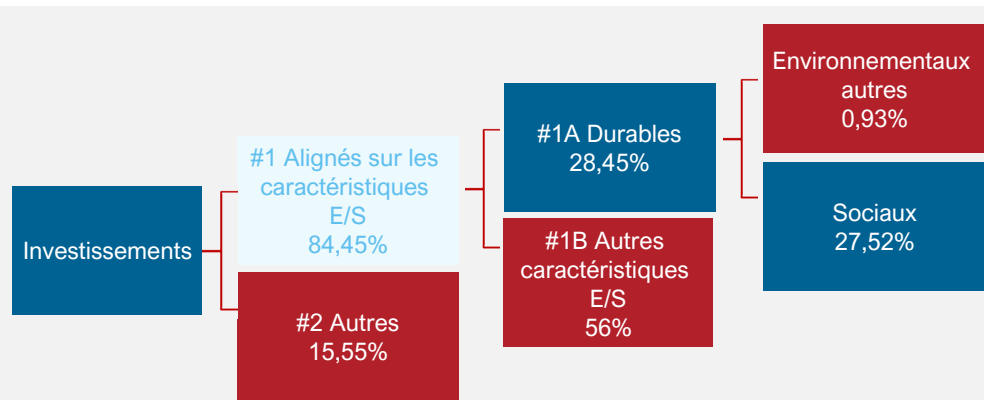 Investissements
#1 Alignés sur les
caractéristiques
E/S
84,45%
#2 Autres
15,55%
#1A Durables
28,45%
#1B Autres
caractéristiques
E/S
56%
Environnementaux
autres
0,93%
Sociaux
27,52%